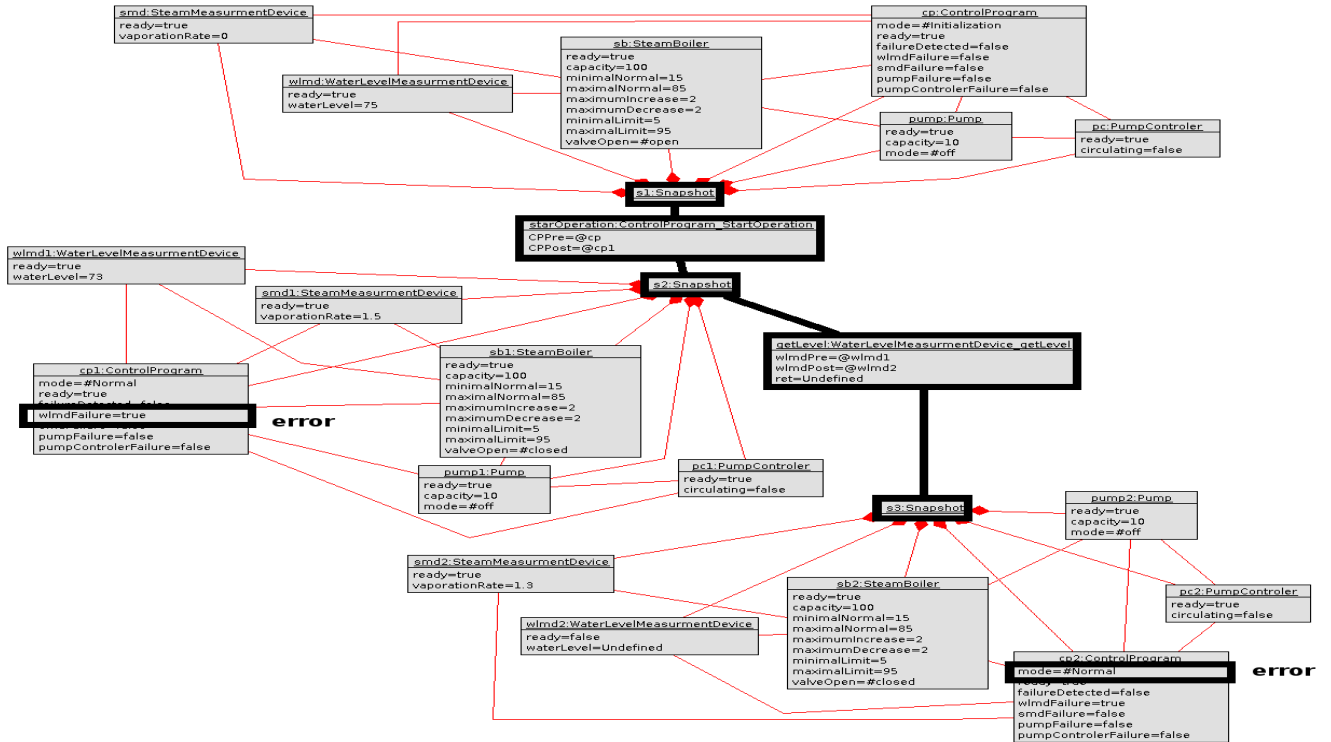 smd:SteamMeasurmentDevice
ready=true
vaporationRate=0
cp:ControlProgram
mode=#Initialization
ready=true
failureDetected=false
wlmdFailure=false
smdFailure=false
pumpFailure=false
pumpControlerFailure=false
sb:SteamBoiler
ready=true
capacity=100
minimalNormal=15
maximalNormal=85
maximumIncrease=2
maximumDecrease=2
minimalLimit=5
maximalLimit=95
valveOpen=#open
wlmd:WaterLevelMeasurmentDevice
ready=true
waterLevel=75
pump:Pump
ready=true
capacity=10
mode=#off
pc:PumpControler
ready=true
circulating=false
s1:Snapshot
starOperation:ControlProgram_StartOperation
CPPre=@cp
CPPost=@cp1
wlmd1:WaterLevelMeasurmentDevice
ready=true
waterLevel=73
s2:Snapshot
smd1:SteamMeasurmentDevice
ready=true
vaporationRate=1.5
getLevel:WaterLevelMeasurmentDevice_getLevel
wlmdPre=@wlmd1
wlmdPost=@wlmd2
ret=Undefined
sb1:SteamBoiler
ready=true
capacity=100
minimalNormal=15
maximalNormal=85
maximumIncrease=2
maximumDecrease=2
minimalLimit=5
maximalLimit=95
valveOpen=#closed
cp1:ControlProgram
mode=#Normal
ready=true
failureDetected=false
wlmdFailure=true
error
smdFailure=false
pumpFailure=false
pumpControlerFailure=false
pump1:Pump
ready=true
capacity=10
mode=#off
pc1:PumpControler
ready=true
circulating=false
s3:Snapshot
pump2:Pump
ready=true
capacity=10
mode=#off
smd2:SteamMeasurmentDevice
ready=true
vaporationRate=1.3
sb2:SteamBoiler
ready=true
capacity=100
minimalNormal=15
maximalNormal=85
maximumIncrease=2
maximumDecrease=2
minimalLimit=5
maximalLimit=95
valveOpen=#closed
pc2:PumpControler
ready=true
circulating=false
wlmd2:WaterLevelMeasurmentDevice
ready=false
waterLevel=Undefined
cp2:ControlProgram
mode=#Normal
error
ready=true
failureDetected=false
wlmdFailure=true
smdFailure=false
pumpFailure=false
pumpControlerFailure=false